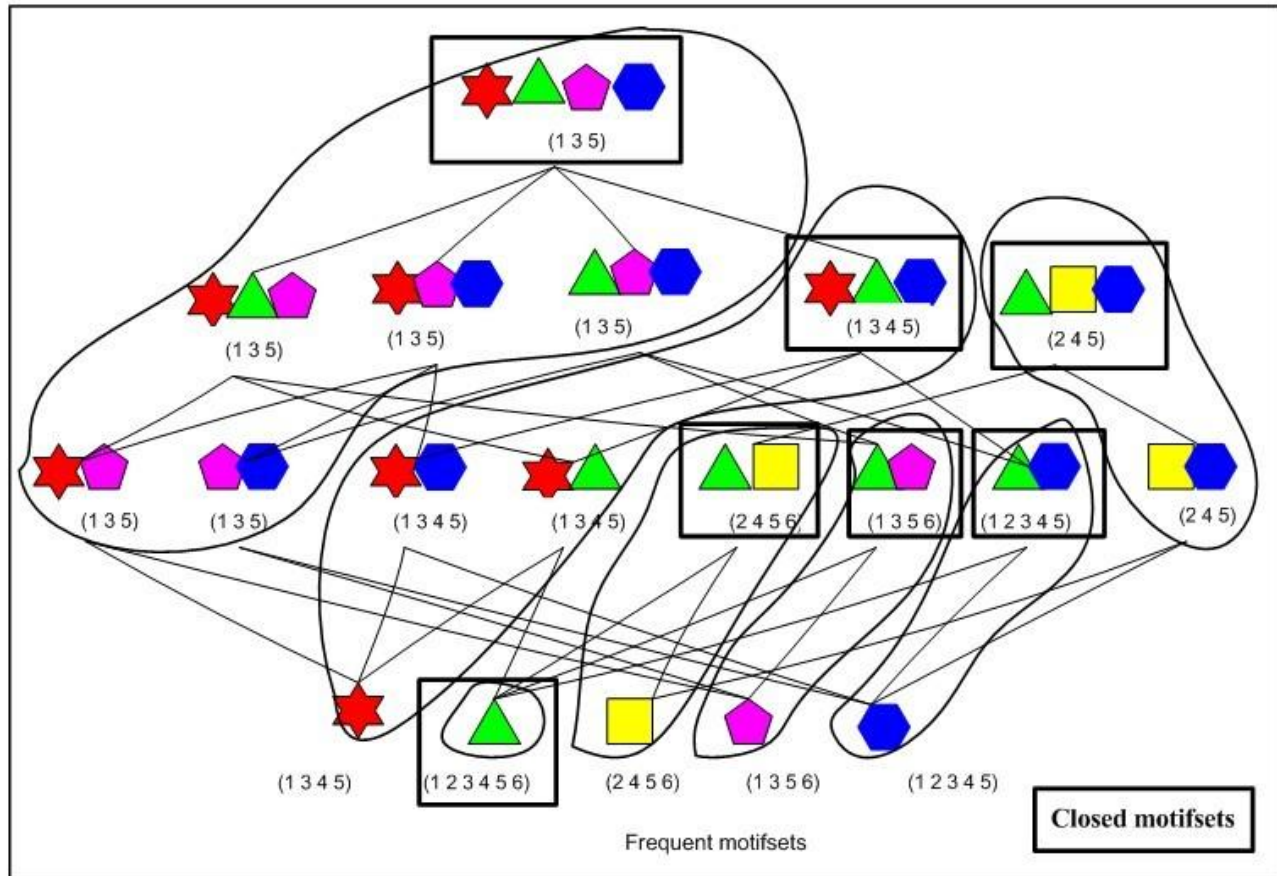 (1 3 5)
(1 3 5)
(1 3 5)
(1 3 5)
(1 3 4 5)
(2 4 5)
(1 3 5)
(1 3 5)
(1 3 4 5)
(1 3 4 5)
(2 4 5 6)
(1 3 5 6)
(1 2 3 4 5)
(2 4 5)
(1 3 4 5)
(1 2 3 4 5 6)
(2 4 5 6)
(1 3 5 6)
(1 2 3 4 5)
Closed motifsets
Frequent motifsets